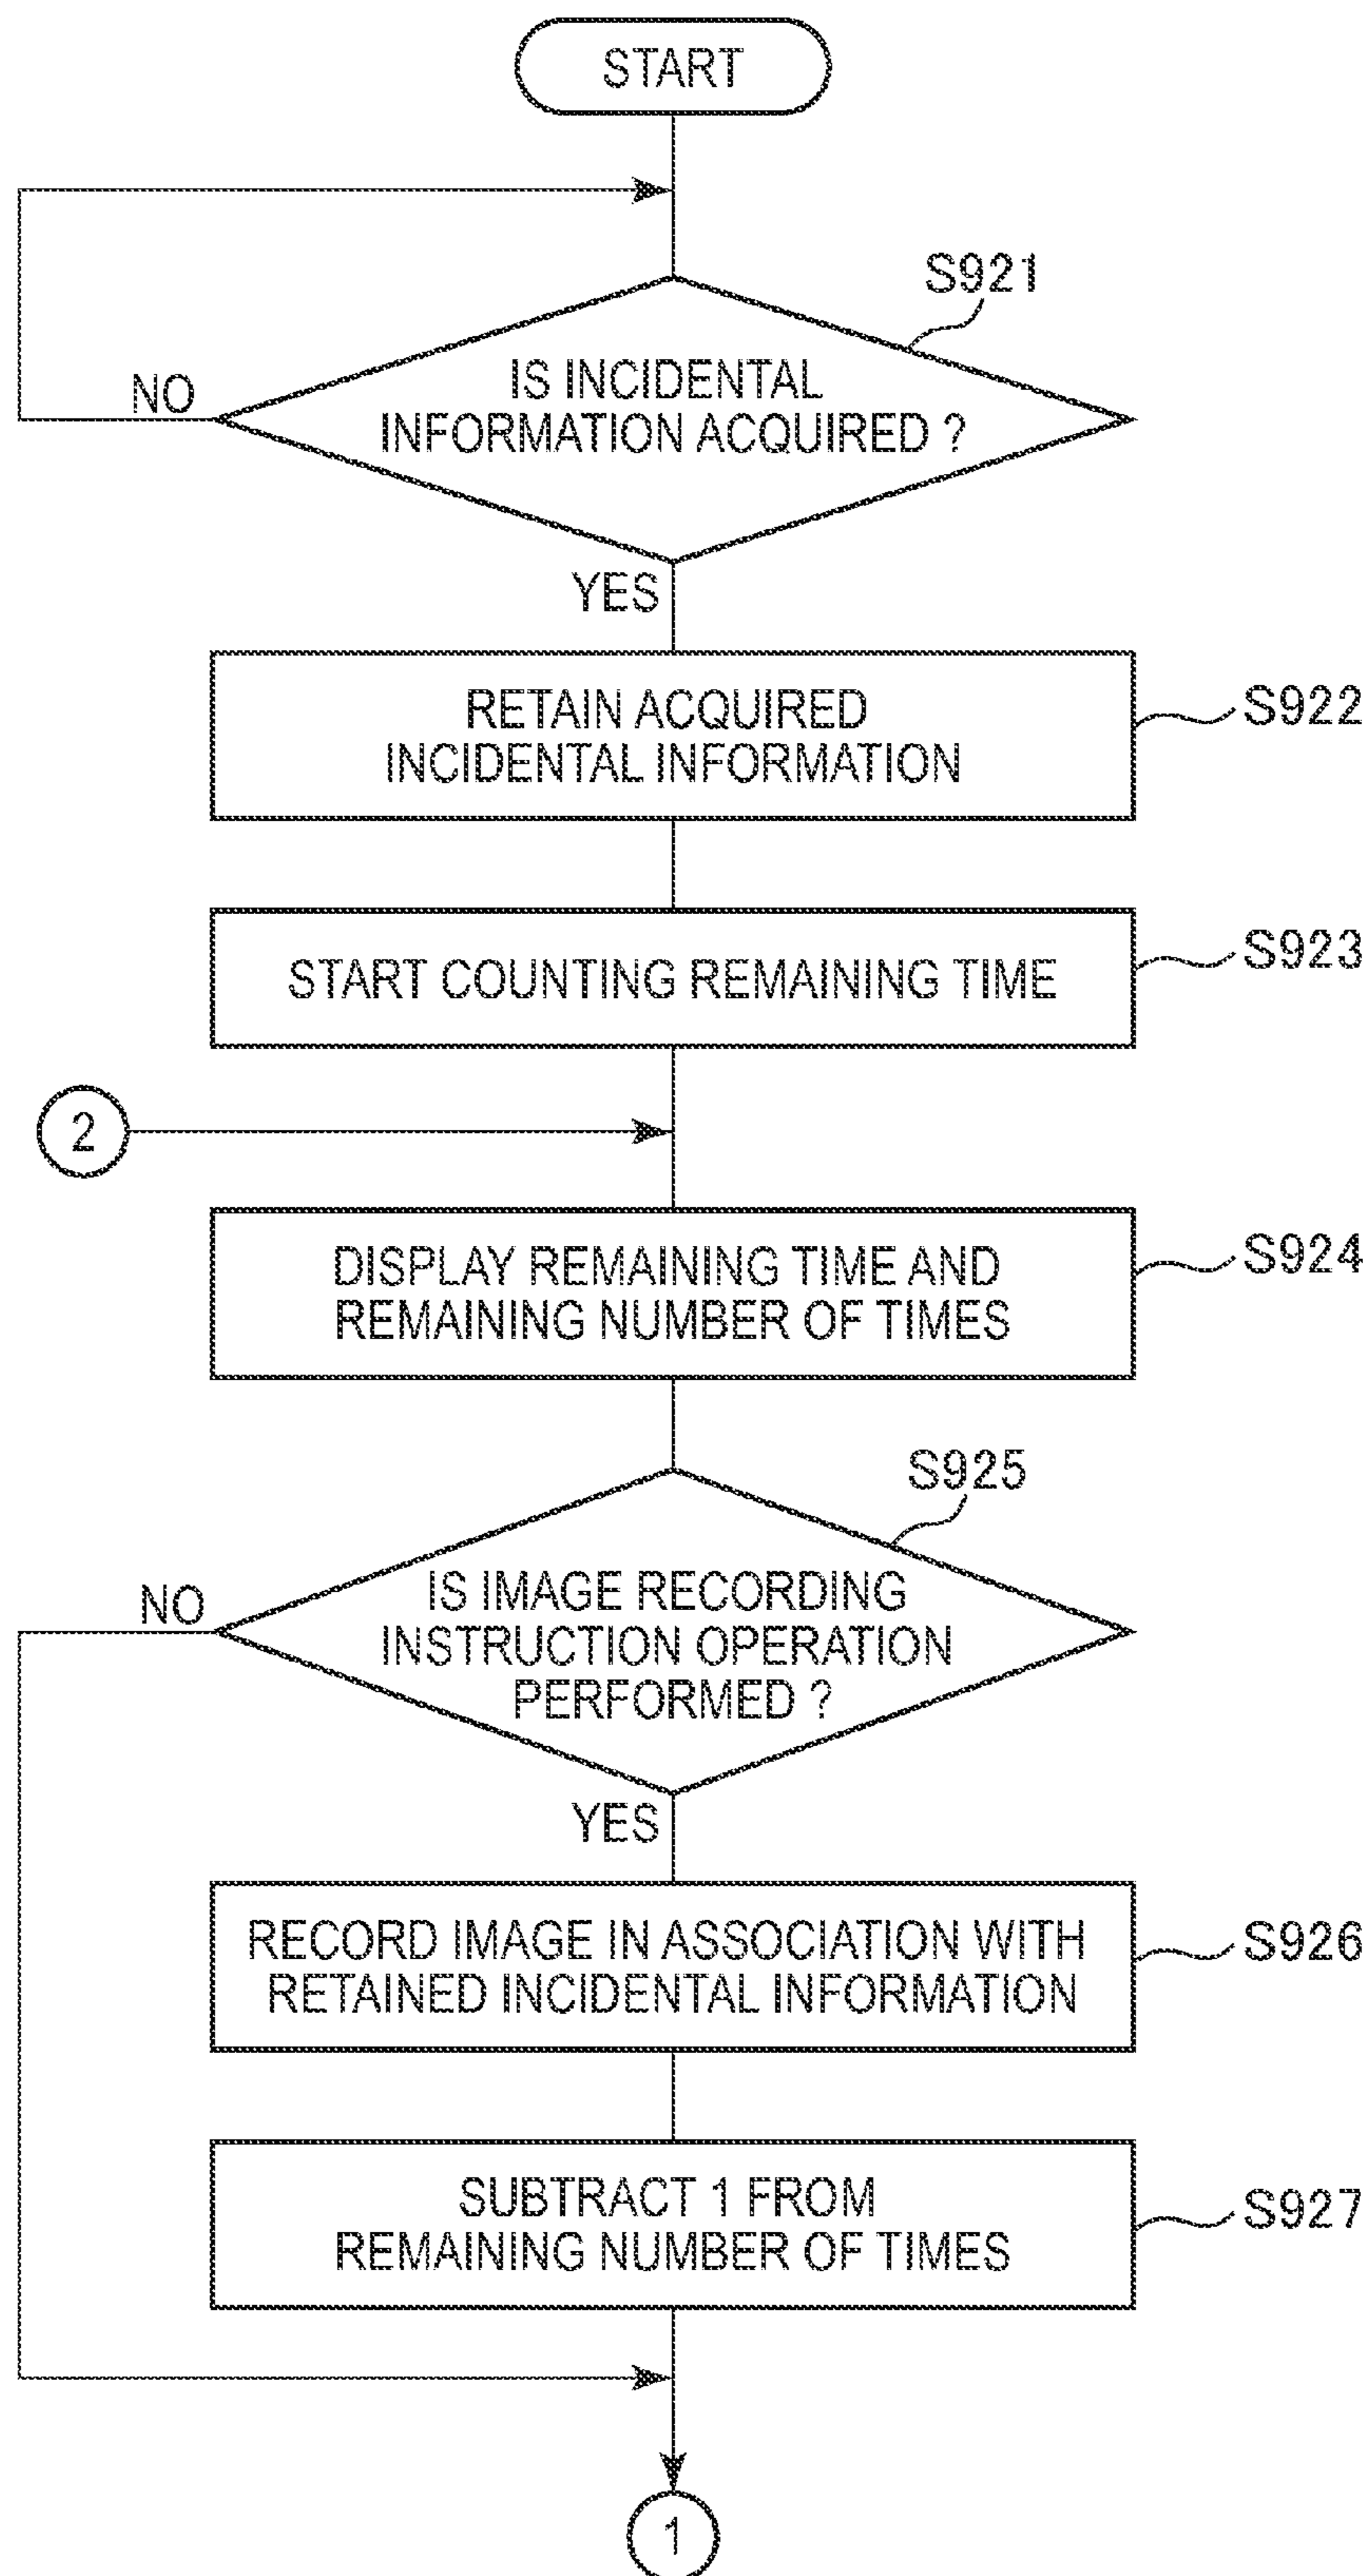 START
S921
IS INCIDENTAL
INFORMATION ACQUIRED ?
NO
YES
RETAIN ACQUIRED
INCIDENTAL INFORMATION
S922
START COUNTING REMAINING TIME
S923
2
DISPLAY REMAINING TIME AND
REMAINING NUMBER OF TIMES
S924
S925
IS IMAGE RECORDING
INSTRUCTION OPERATION
PERFORMED ?
NO
YES
RECORD IMAGE IN ASSOCIATION WITH
RETAINED INCIDENTAL INFORMATION
S926
SUBTRACT 1 FROM
REMAINING NUMBER OF TIMES
S927
1